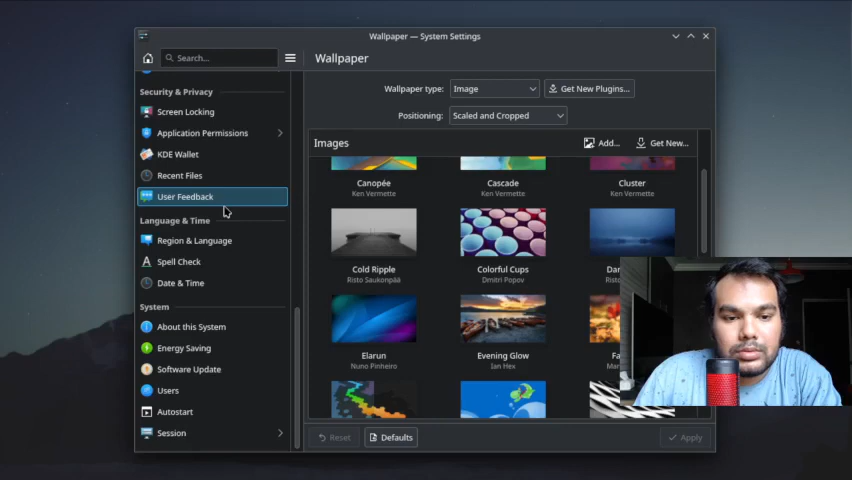 Wallpaper — System Settings
Search...
Wallpaper
Security & Privacy
Screen Locking
Application Permissions
KDE Wallet
Recent Files
User Feedback
Language & Time
Region & Language
Spell Check
Date & Time
System
About this System
Energy Saving
Software Update
Users
Autostart
Session
Wallpaper type:
Image
Get New Plugins...
Positioning:
Scaled and Cropped
Images
Add...
Get New...
Canopée
Ken Vermette
Cascade
Ken Vermette
Cluster
Ken Vermette
Cold Ripple
Risto Saukonpää
Colorful Cups
Dmitri Popov
Elarun
Nuno Pinheiro
Evening Glow
Ian Hex
Reset
Defaults
Apply